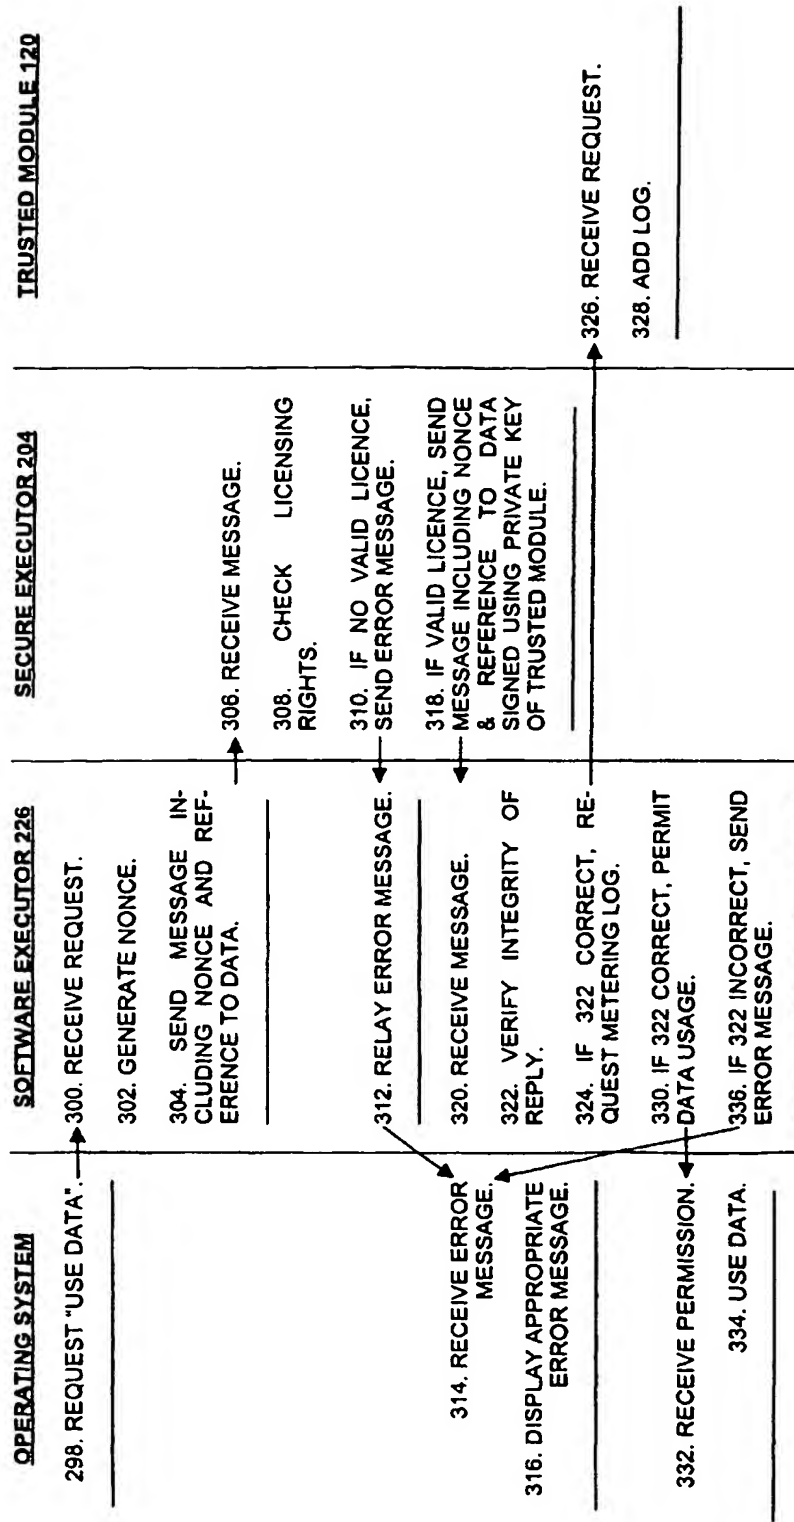 OPERATING SYSTEM
298. REQUEST "USE DATA".
314. RECEIVE ERROR
MESSAGE.
316. DISPLAY APPROPRIATE
ERROR MESSAGE.
332. RECEIVE PERMISSION.
334. USE DATA.
SOFTWARE EXECUTOR 226
300. RECEIVE REQUEST.
302. GENERATE NONCE.
304. SEND MESSAGE IN-
CLUDING NONCE AND REF-
ERENCE TO DATA.
312. RELAY ERROR MESSAGE.
320. RECEIVE MESSAGE.
322. VERIFY INTEGRITY OF
REPLY.
324. IF 322 CORRECT, RE-
QUEST METERING LOG.
330. IF 322 CORRECT, PERMIT
DATA USAGE.
336. IF 322 INCORRECT, SEND
ERROR MESSAGE.
SECURE EXECUTOR 204
306. RECEIVE MESSAGE.
308. CHECK LICENSING
RIGHTS.
310. IF NO VALID LICENCE,
SEND ERROR MESSAGE.
318. IF VALID LICENCE, SEND
MESSAGE INCLUDING NONCE
& REFERENCE TO DATA
SIGNED USING PRIVATE KEY
OF TRUSTED MODULE.
TRUSTED MODULE 120
326. RECEIVE REQUEST.
328. ADD LOG.